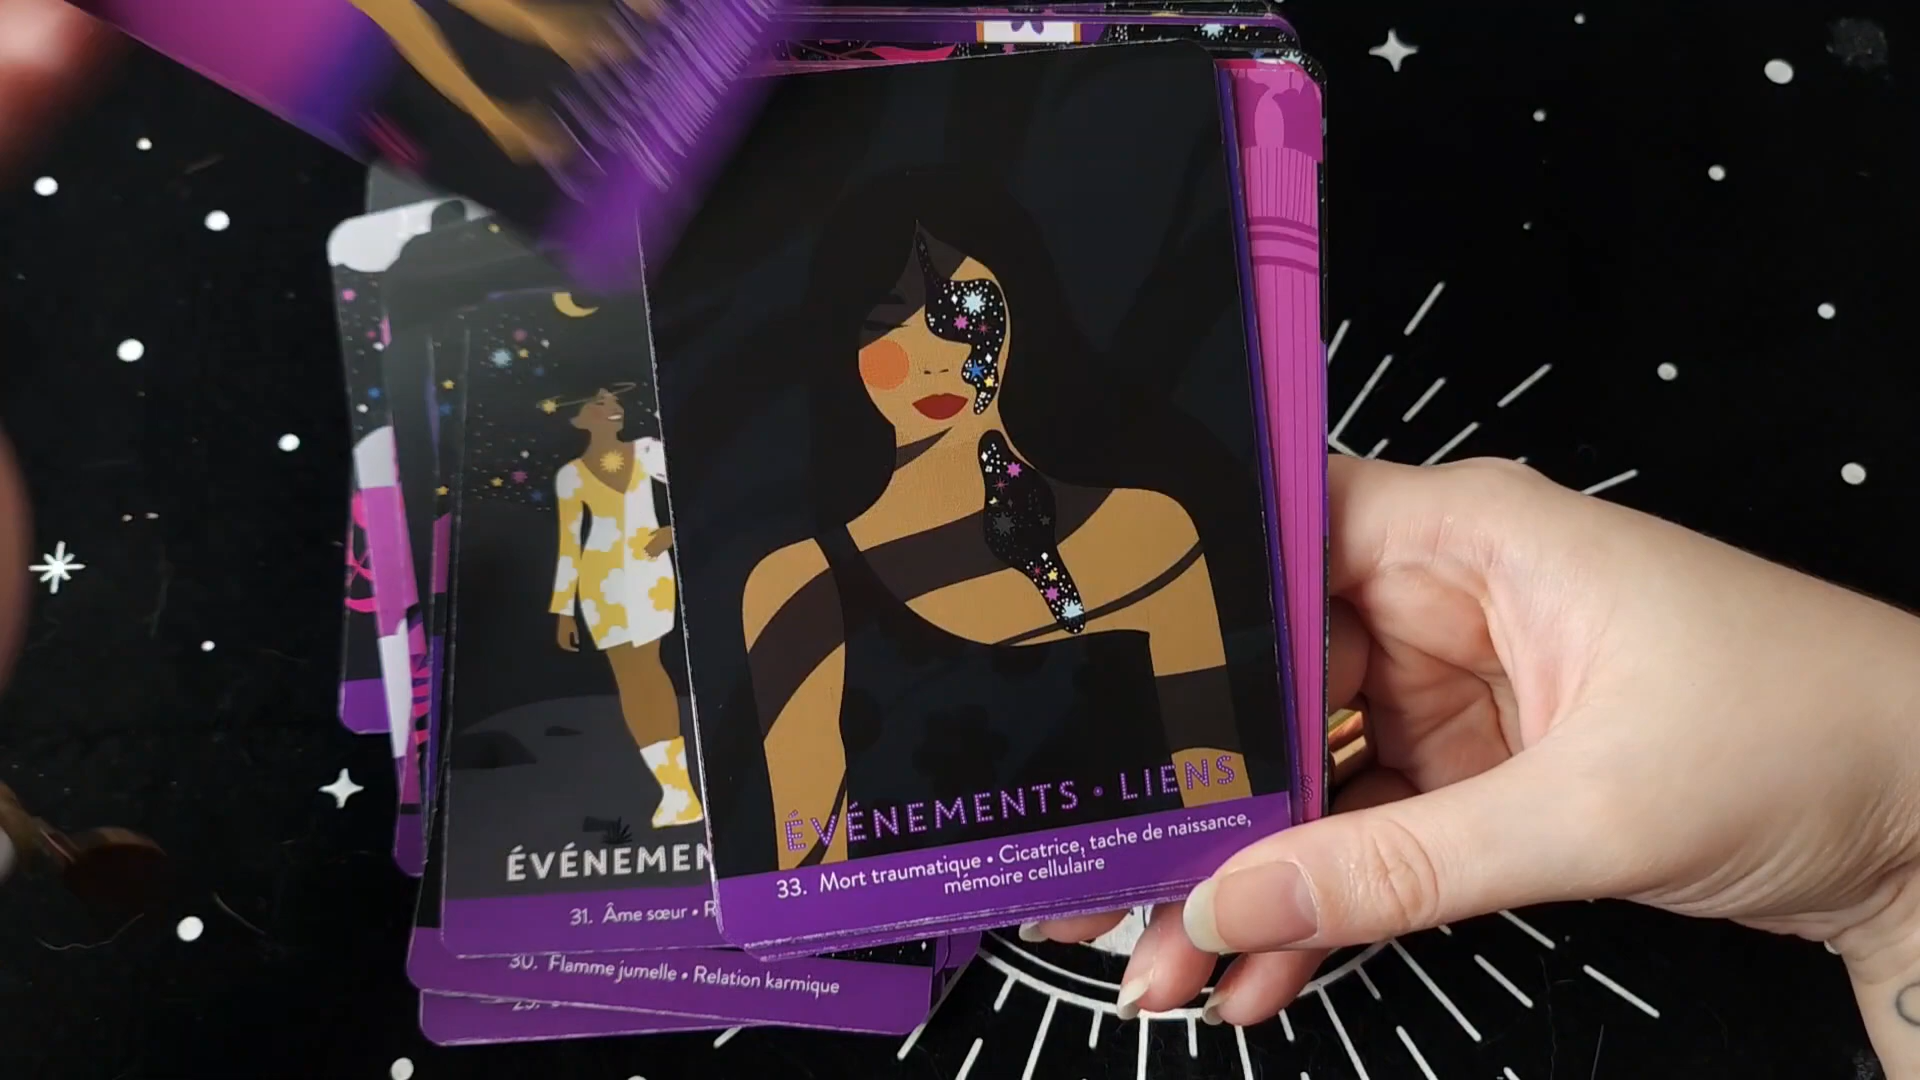 ÉVÉNEMENTS • LIENS
33. Mort traumatique • Cicatrice, tache de naissance,
mémoire cellulaire
ÉVÉNEMEN
31. Âme sœur • R
30. Flamme jumelle • Relation karmique
29.